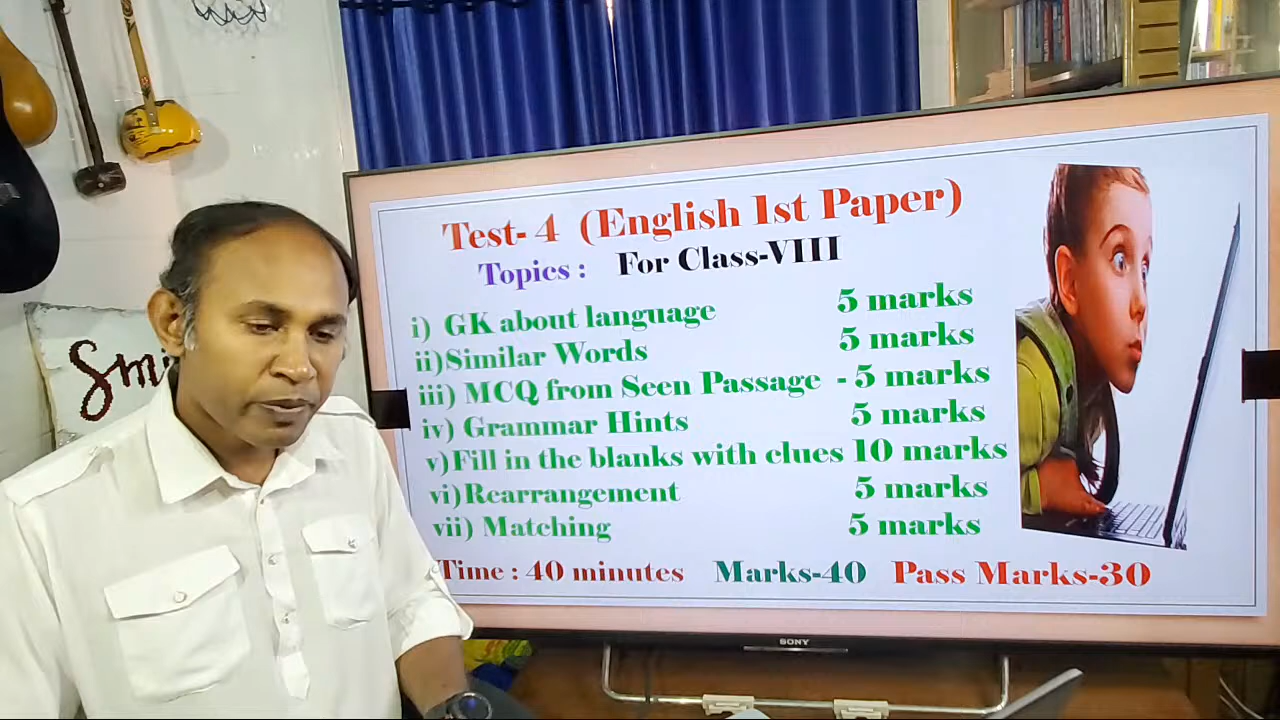 Test- 4 (English 1st Paper)
Topics : For Class-VIII
i) GK about language 5 marks
ii)Similar Words 5 marks
iii) MCQ from Seen Passage - 5 marks
iv) Grammar Hints 5 marks
v)Fill in the blanks with clues 10 marks
vi)Rearrangement 5 marks
vii) Matching 5 marks
Time : 40 minutes Marks-40 Pass Marks-30
SONY